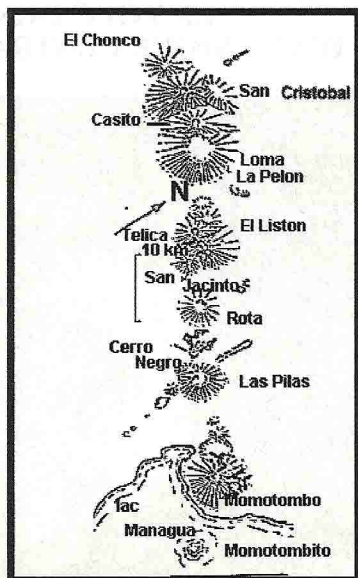 El Chonco
San Cristobal
Casito
Loma
La Pelon
N
El Liston
Telica
10 km
San
Jacinto
Rota
Cerro
Negro
Las Pilas
lac
Momotombo
Managua
Momotombito